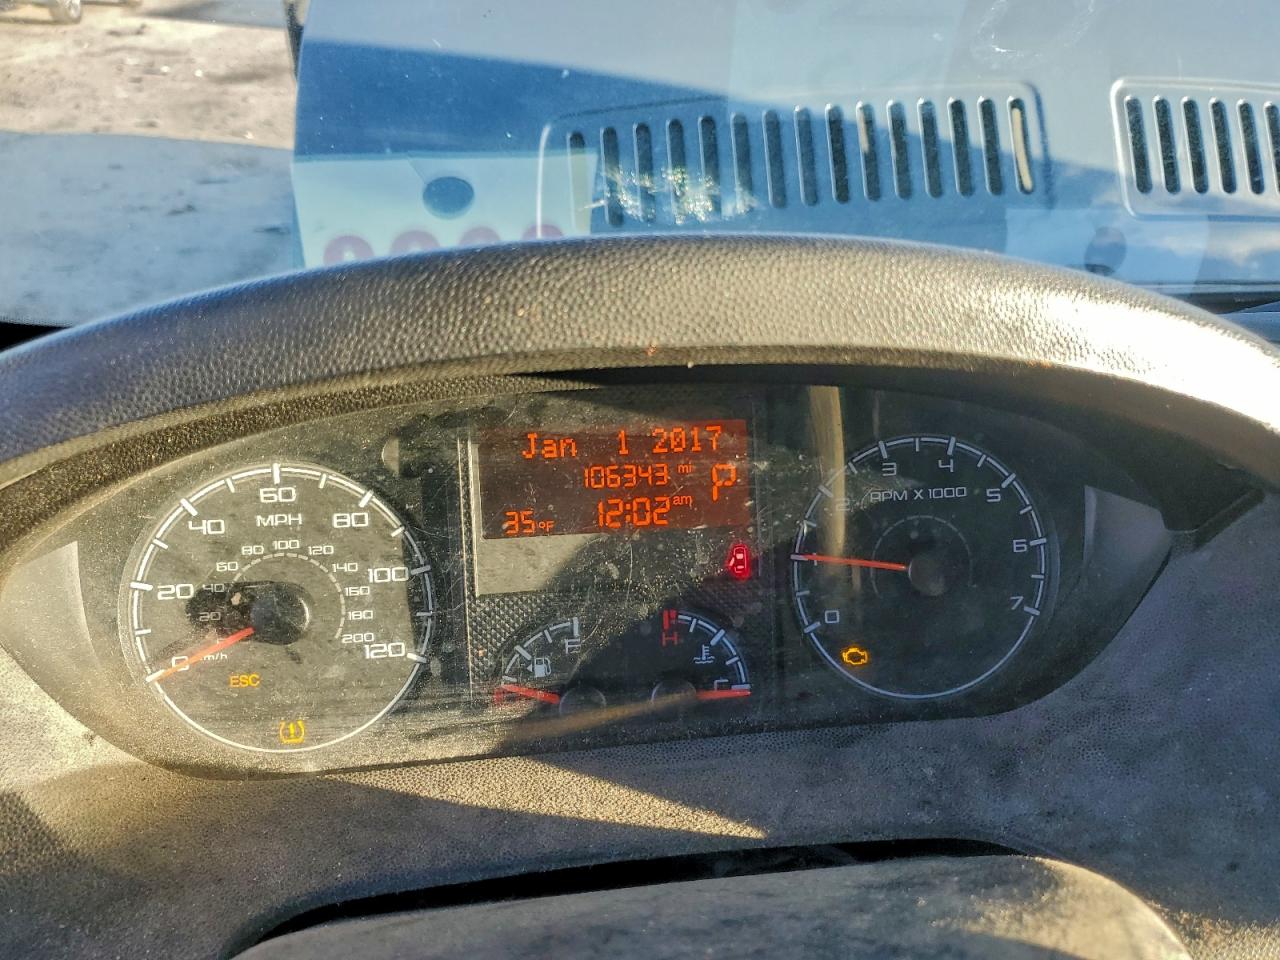 Jan 1 2017
106343 mi
P
35°F 12:02 am
60
MPH
40 80
80 100 120
60 140
20 100
40 160
20 180
200
0 km/h 120
ESC
F
H
C
3 4
RPM X 1000
2 5
1 6
0 7